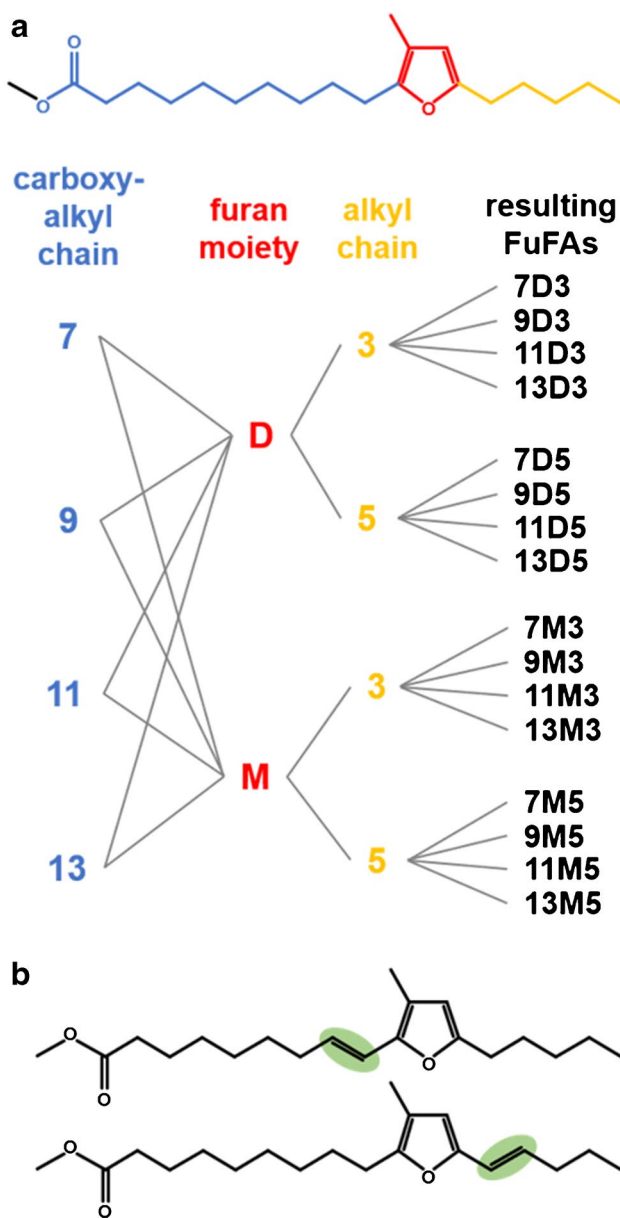 a
O
O
O
carboxy-
alkyl
chain
furan
moiety
alkyl
chain
resulting
FuFAs
7
9
11
13
D
M
3
5
3
5
7D3
9D3
11D3
13D3
7D5
9D5
11D5
13D5
7M3
9M3
11M3
13M3
7M5
9M5
11M5
13M5
b
O
O
O
O
O
O